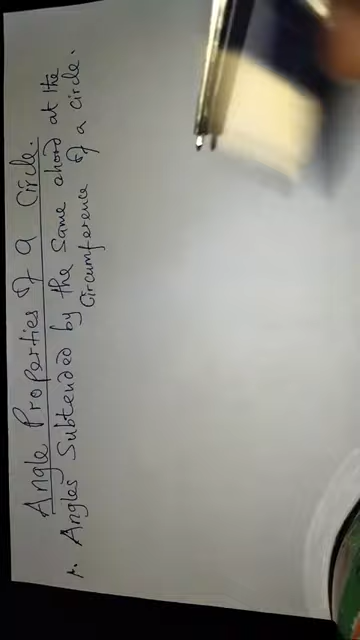 Angle Properties of a Circle.
1. Angles Subtended by the Same chord at the
Circumference of a circle.